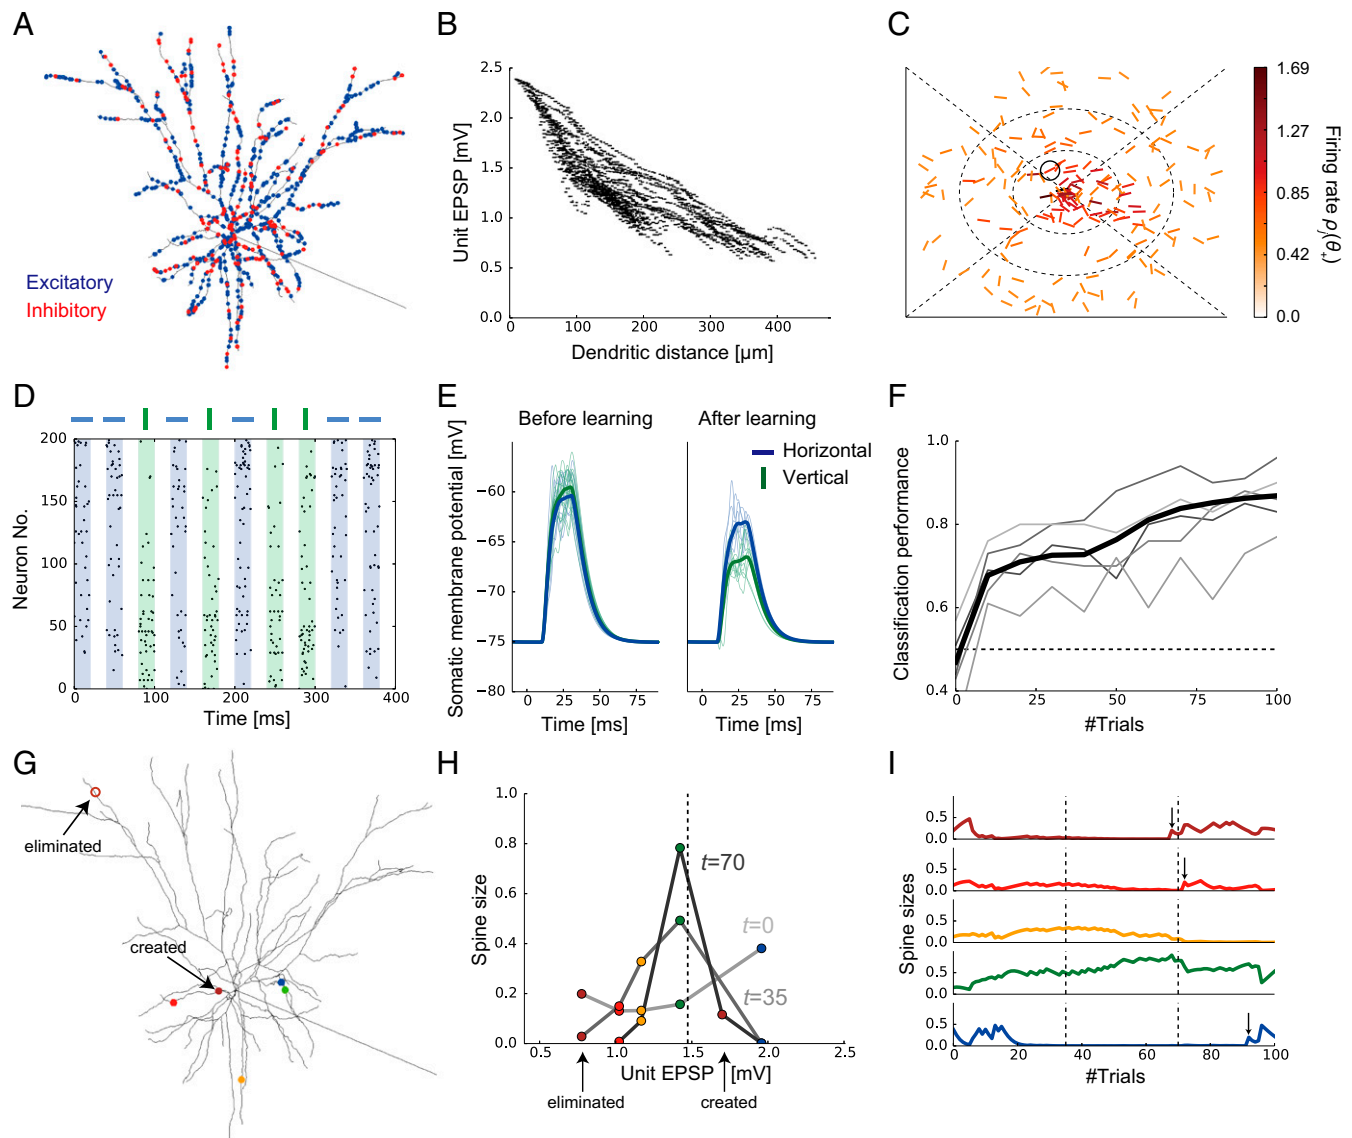 A
Excitatory
Inhibitory
B
Unit EPSP [mV]
2.5
2.0
1.5
1.0
0.5
0.0
0 100 200 300 400
Dendritic distance [µm]
C
1.69
1.27
0.85
0.42
0.0
Firing rate ρ(θ₊)
D
Neuron No.
200
150
100
50
0
0 100 200 300 400
Time [ms]
E
Before learning After learning
Horizontal
Vertical
Somatic membrane potential [mV]
−60
−65
−70
−75
−80
0 25 50 75
0 25 50 75
Time [ms] Time [ms]
F
Classification performance
1.0
0.8
0.6
0.4
0 25 50 75 100
#Trials
G
eliminated
created
H
Spine size
1.0
0.8
0.6
0.4
0.2
0.0
t=70
t=0
t=35
0.5 1.0 1.5 2.0 2.5
Unit EPSP [mV]
eliminated created
I
Spine sizes
0.5
0.0
0.5
0.0
0.5
0.0
0.5
0.0
0.5
0.0
0 20 40 60 80 100
#Trials